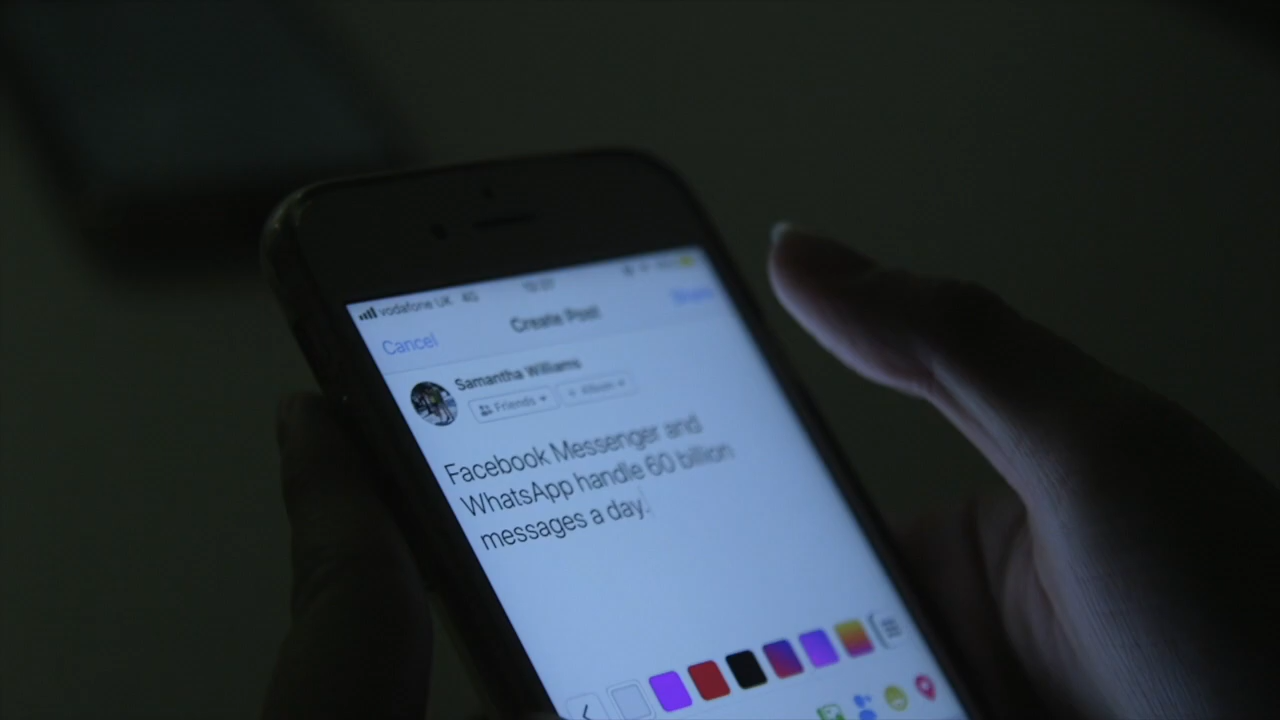 vodafone UK 4G
Cancel
Create Post
Share
Samantha Williams
Friends
+ Album
Facebook Messenger and
WhatsApp handle 60 billion
messages a day.